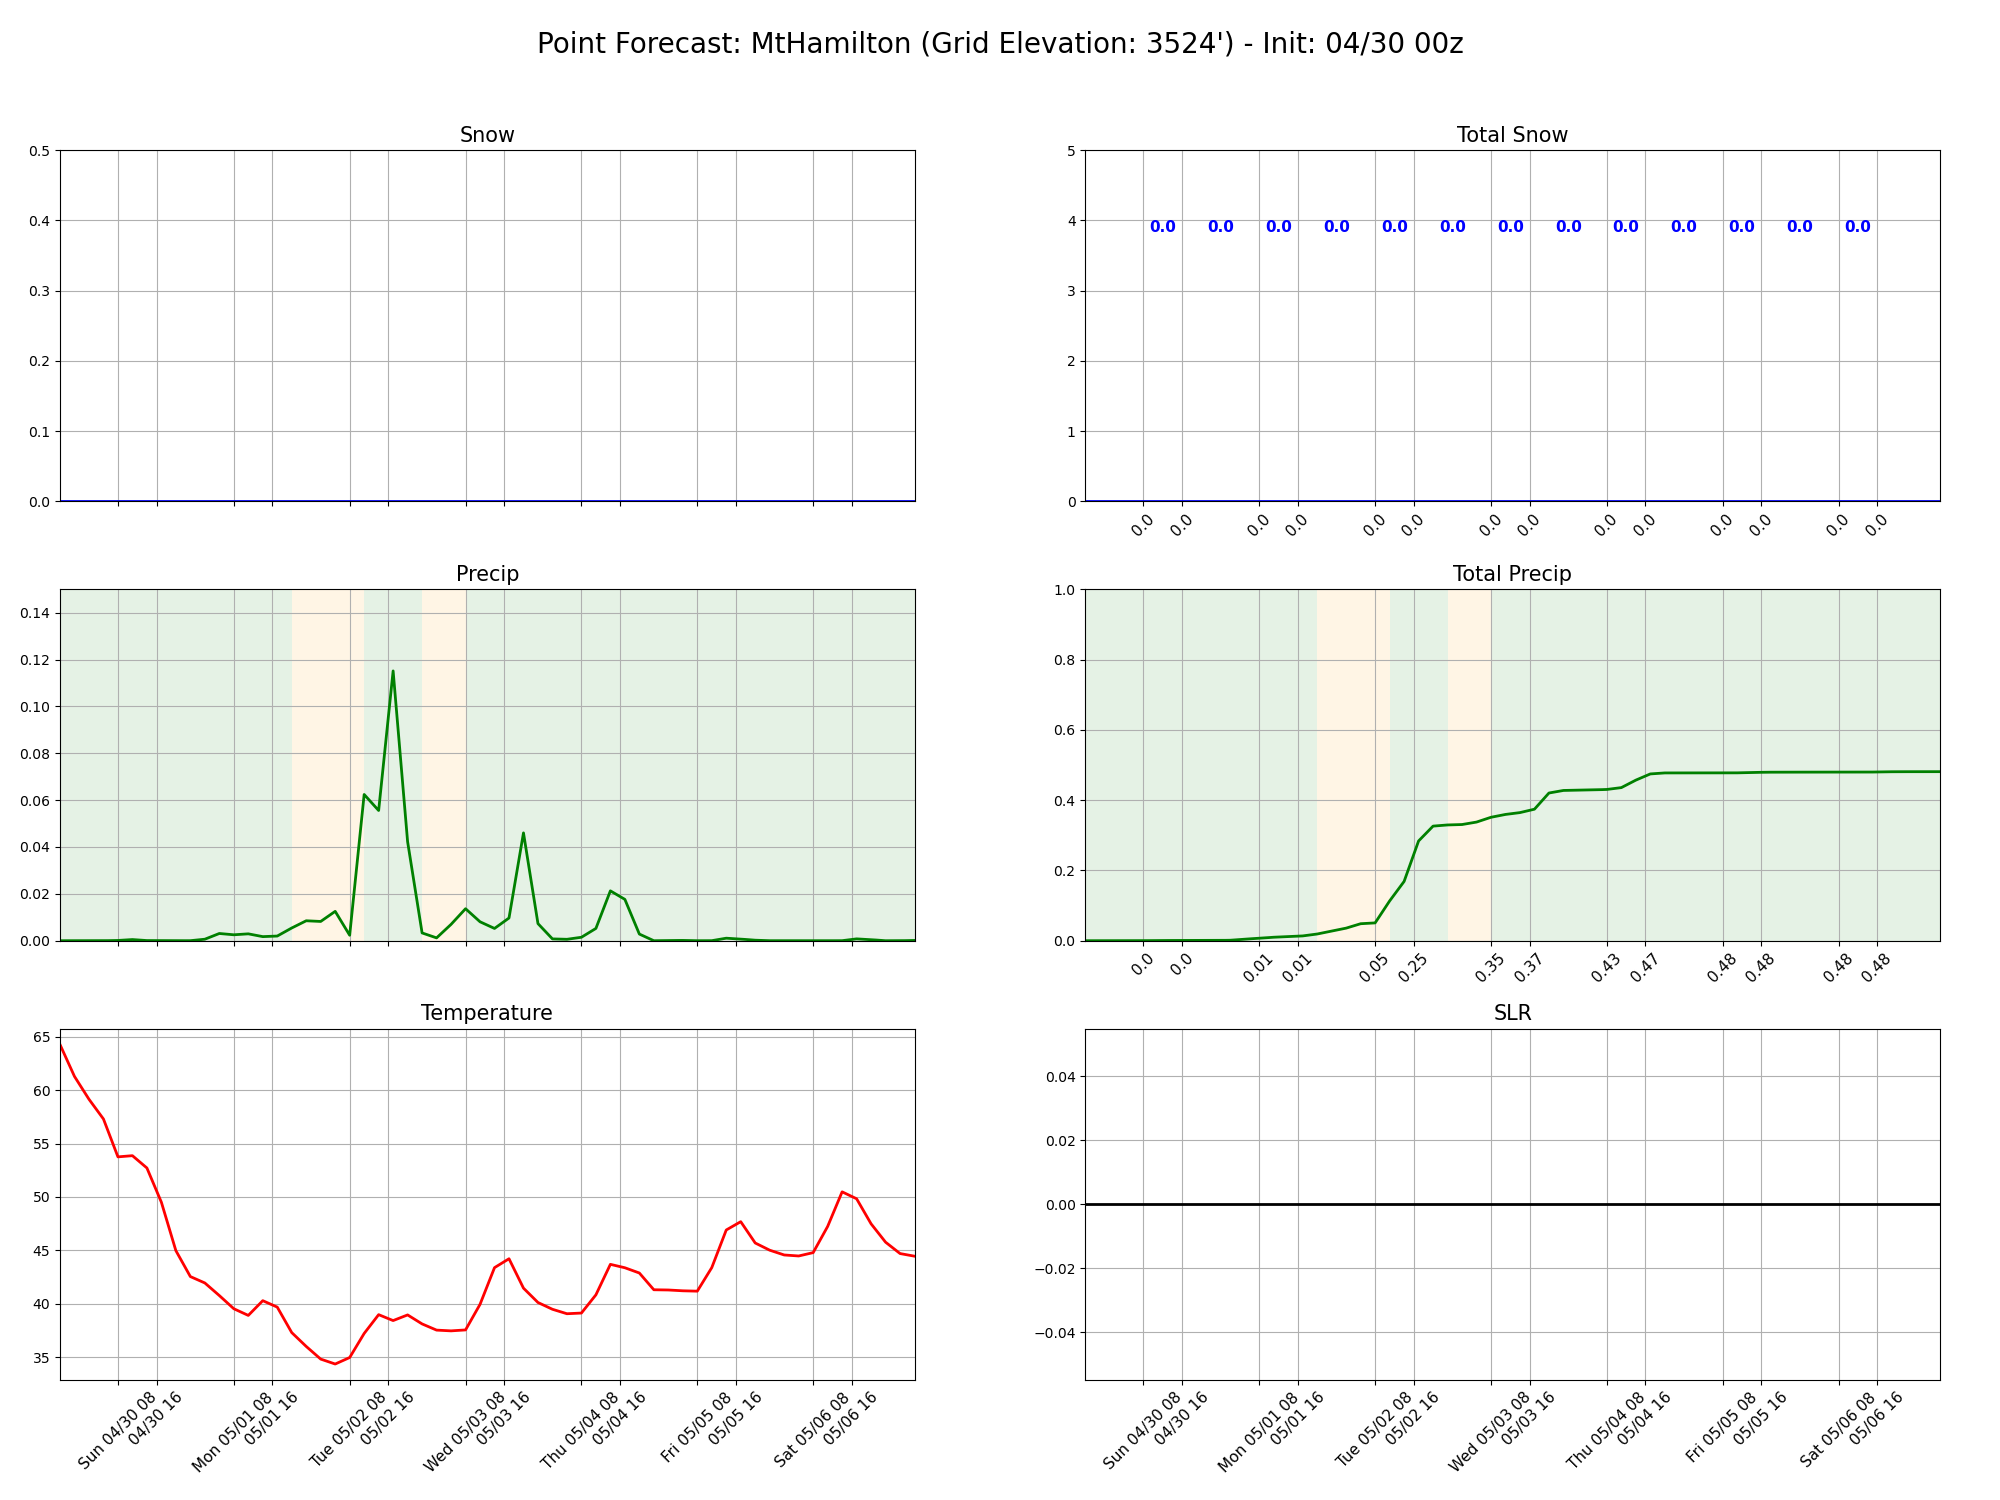 Point Forecast: MtHamilton (Grid Elevation: 3524') - Init: 04/30 00z
Snow
0.5
0.4
0.3
0.2
0.1
0.0
Total Snow
5
4
3
2
1
0
0.0 0.0 0.0 0.0 0.0 0.0 0.0 0.0 0.0 0.0 0.0 0.0 0.0
0.0 0.0 0.0 0.0 0.0 0.0 0.0 0.0 0.0 0.0 0.0 0.0 0.0 0.0
Precip
0.14
0.12
0.10
0.08
0.06
0.04
0.02
0.00
Total Precip
1.0
0.8
0.6
0.4
0.2
0.0
0.0 0.0 0.01 0.01 0.05 0.25 0.35 0.37 0.43 0.47 0.48 0.48 0.48 0.48
Temperature
65
60
55
50
45
40
35
Sun 04/30 08
04/30 16
Mon 05/01 08
05/01 16
Tue 05/02 08
05/02 16
Wed 05/03 08
05/03 16
Thu 05/04 08
05/04 16
Fri 05/05 08
05/05 16
Sat 05/06 08
05/06 16
SLR
0.04
0.02
0.00
−0.02
−0.04
Sun 04/30 08
04/30 16
Mon 05/01 08
05/01 16
Tue 05/02 08
05/02 16
Wed 05/03 08
05/03 16
Thu 05/04 08
05/04 16
Fri 05/05 08
05/05 16
Sat 05/06 08
05/06 16